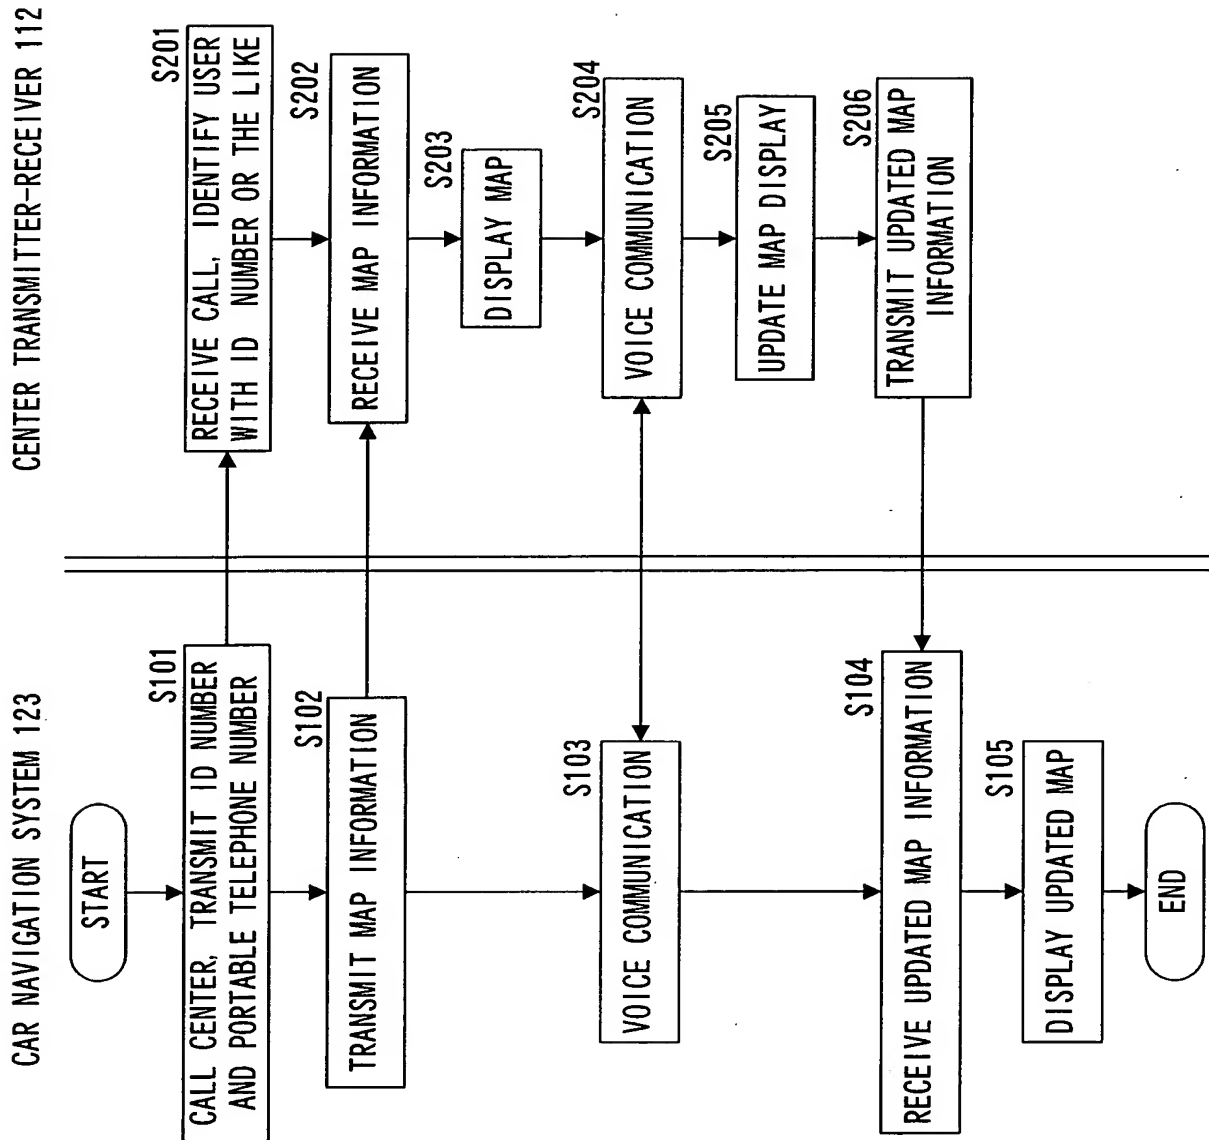 CAR NAVIGATION SYSTEM 123
START
S101
CALL CENTER, TRANSMIT ID NUMBER
AND PORTABLE TELEPHONE NUMBER
S102
TRANSMIT MAP INFORMATION
S103
VOICE COMMUNICATION
S104
RECEIVE UPDATED MAP INFORMATION
S105
DISPLAY UPDATED MAP
END
CENTER TRANSMITTER-RECEIVER 112
S201
RECEIVE CALL, IDENTIFY USER
WITH ID NUMBER OR THE LIKE
S202
RECEIVE MAP INFORMATION
S203
DISPLAY MAP
S204
VOICE COMMUNICATION
S205
UPDATE MAP DISPLAY
S206
TRANSMIT UPDATED MAP
INFORMATION